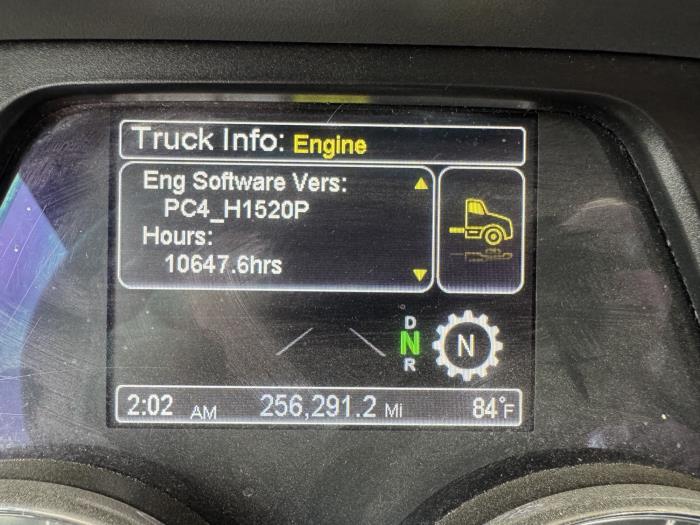 Truck Info: Engine
Eng Software Vers:
PC4_H1520P
Hours:
10647.6hrs
D
N N
R
2:02 AM 256,291.2 Mi 84°F